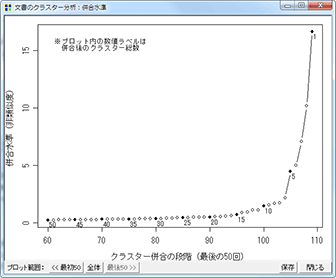 文書のクラスター分析：併合水準
※プロット内の数値ラベルは
併合後のクラスター総数
併合水準（非類似度）
15
10
5
0
1
5
10
15
20
25
30
35
40
45
50
60
70
80
90
100
110
クラスター併合の段階（最後の50回）
プロット範囲：
<< 最初50
全体
最後50 >>
保存
閉じる